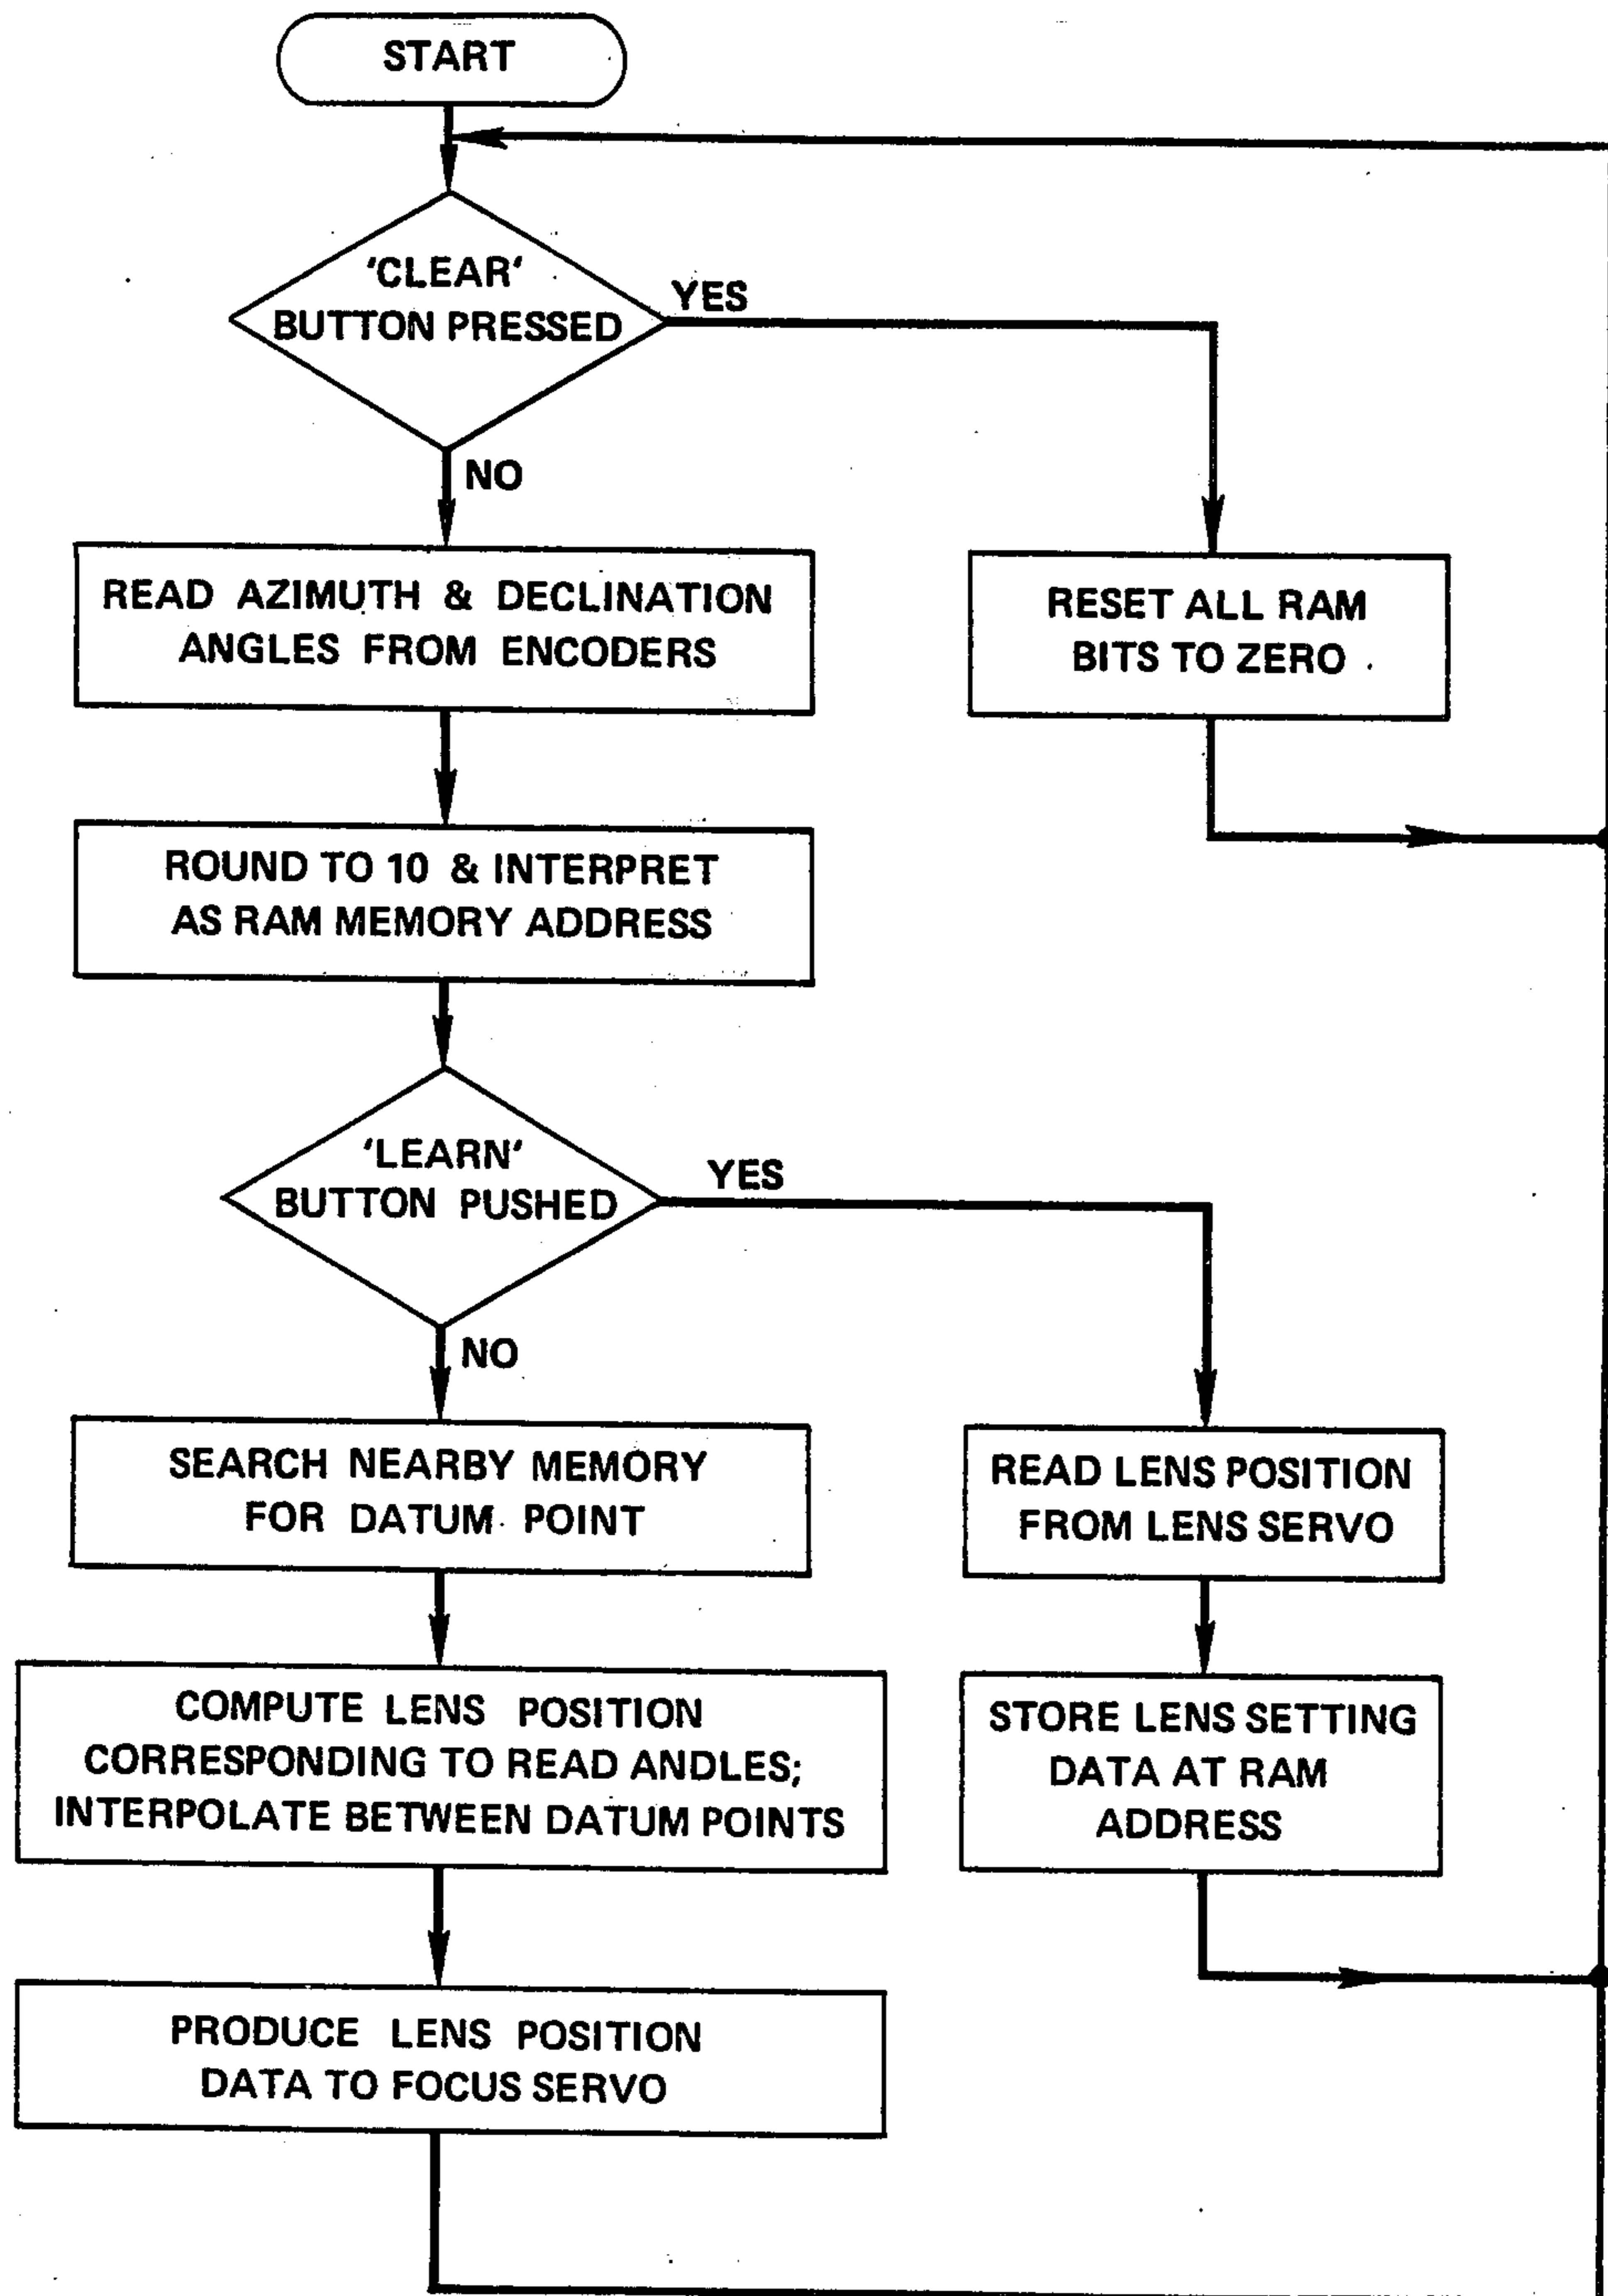 START
'CLEAR'
BUTTON PRESSED
YES
NO
READ AZIMUTH & DECLINATION
ANGLES FROM ENCODERS
RESET ALL RAM
BITS TO ZERO
ROUND TO 10 & INTERPRET
AS RAM MEMORY ADDRESS
'LEARN'
BUTTON PUSHED
YES
NO
SEARCH NEARBY MEMORY
FOR DATUM POINT
READ LENS POSITION
FROM LENS SERVO
COMPUTE LENS POSITION
CORRESPONDING TO READ ANDLES;
INTERPOLATE BETWEEN DATUM POINTS
STORE LENS SETTING
DATA AT RAM
ADDRESS
PRODUCE LENS POSITION
DATA TO FOCUS SERVO